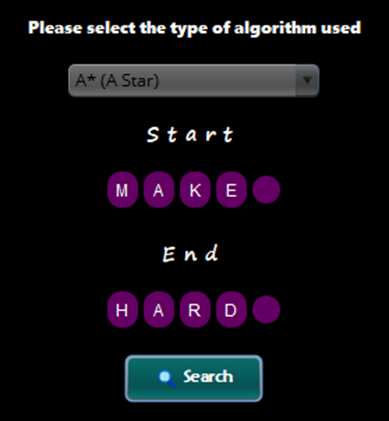 Please select the type of algorithm used
A* (A Star)
Start
M A K E
End
H A R D
Search